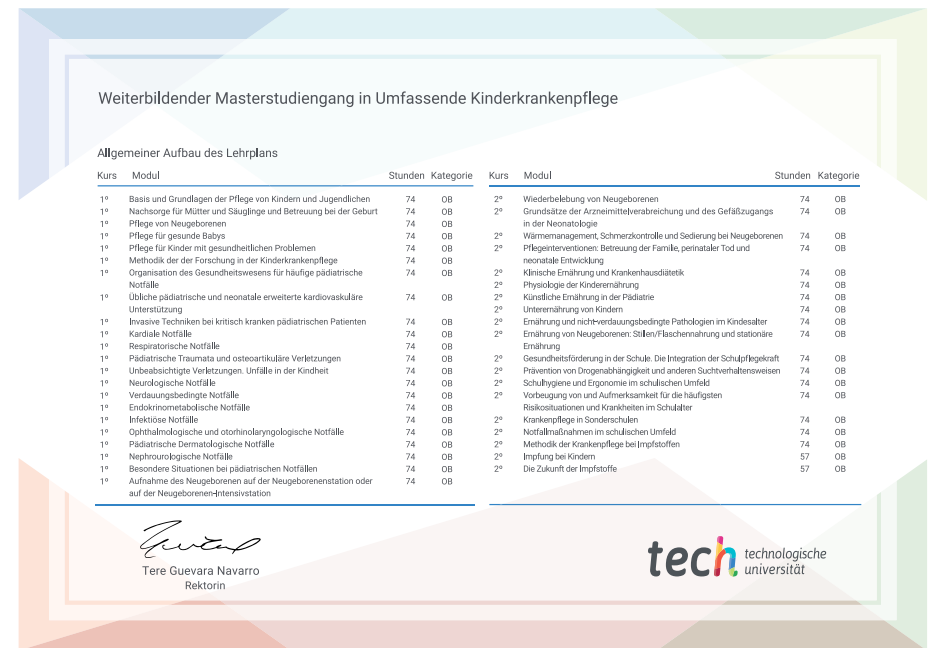 Weiterbildender Masterstudiengang in Umfassende Kinderkrankenpflege
Allgemeiner Aufbau des Lehrplans
Kurs Modul Stunden Kategorie
1º Basis und Grundlagen der Pflege von Kindern und Jugendlichen 74 OB
1º Nachsorge für Mütter und Säuglinge und Betreuung bei der Geburt 74 OB
1º Pflege von Neugeborenen 74 OB
1º Pflege für gesunde Babys 74 OB
1º Pflege für Kinder mit gesundheitlichen Problemen 74 OB
1º Methodik der der Forschung in der Kinderkrankenpflege 74 OB
1º Organisation des Gesundheitswesens für häufige pädiatrische 74 OB
Notfälle
1º Übliche pädiatrische und neonatale erweiterte kardiovaskuläre 74 OB
Unterstützung
1º Invasive Techniken bei kritisch kranken pädiatrischen Patienten 74 OB
1º Kardiale Notfälle 74 OB
1º Respiratorische Notfälle 74 OB
1º Pädiatrische Traumata und osteoartikuläre Verletzungen 74 OB
1º Unbeabsichtigte Verletzungen. Unfälle in der Kindheit 74 OB
1º Neurologische Notfälle 74 OB
1º Verdauungsbedingte Notfälle 74 OB
1º Endokrinometabolische Notfälle 74 OB
1º Infektiöse Notfälle 74 OB
1º Ophthalmologische und otorhinolaryngologische Notfälle 74 OB
1º Pädiatrische Dermatologische Notfälle 74 OB
1º Nephrourologische Notfälle 74 OB
1º Besondere Situationen bei pädiatrischen Notfällen 74 OB
1º Aufnahme des Neugeborenen auf der Neugeborenenstation oder 74 OB
auf der Neugeborenen-Intensivstation
Kurs Modul Stunden Kategorie
2º Wiederbelebung von Neugeborenen 74 OB
2º Grundsätze der Arzneimittelverabreichung und des Gefäßzugangs 74 OB
in der Neonatologie
2º Wärmemanagement, Schmerzkontrolle und Sedierung bei Neugeborenen 74 OB
2º Pflegeinterventionen: Betreuung der Familie, perinataler Tod und 74 OB
neonatale Entwicklung
2º Klinische Ernährung und Krankenhausdiätetik 74 OB
2º Physiologie der Kinderernährung 74 OB
2º Künstliche Ernährung in der Pädiatrie 74 OB
2º Unterernährung von Kindern 74 OB
2º Ernährung und nicht-verdauungsbedingte Pathologien im Kindesalter 74 OB
2º Ernährung von Neugeborenen: Stillen/Flaschennahrung und stationäre 74 OB
Ernährung
2º Gesundheitsförderung in der Schule. Die Integration der Schulpflegekraft 74 OB
2º Prävention von Drogenabhängigkeit und anderen Suchtverhaltensweisen 74 OB
2º Schulhygiene und Ergonomie im schulischen Umfeld 74 OB
2º Vorbeugung von und Aufmerksamkeit für die häufigsten 74 OB
Risikosituationen und Krankheiten im Schulalter
2º Krankenpflege in Sonderschulen 74 OB
2º Notfallmaßnahmen im schulischen Umfeld 74 OB
2º Methodik der Krankenpflege bei Impfstoffen 74 OB
2º Impfung bei Kindern 57 OB
2º Die Zukunft der Impfstoffe 57 OB
Tere Guevara Navarro
Rektorin
tech technologische
universität